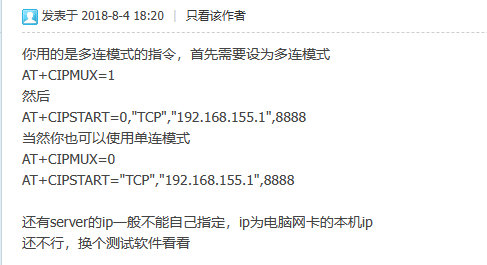 发表于 2018-8-4 18:20 | 只看该作者
你用的是多连模式的指令，首先需要设为多连模式
AT+CIPMUX=1
然后
AT+CIPSTART=0,"TCP","192.168.155.1",8888
当然你也可以使用单连模式
AT+CIPMUX=0
AT+CIPSTART="TCP","192.168.155.1",8888
还有server的ip一般不能自己指定，ip为电脑网卡的本机ip
还不行，换个测试软件看看